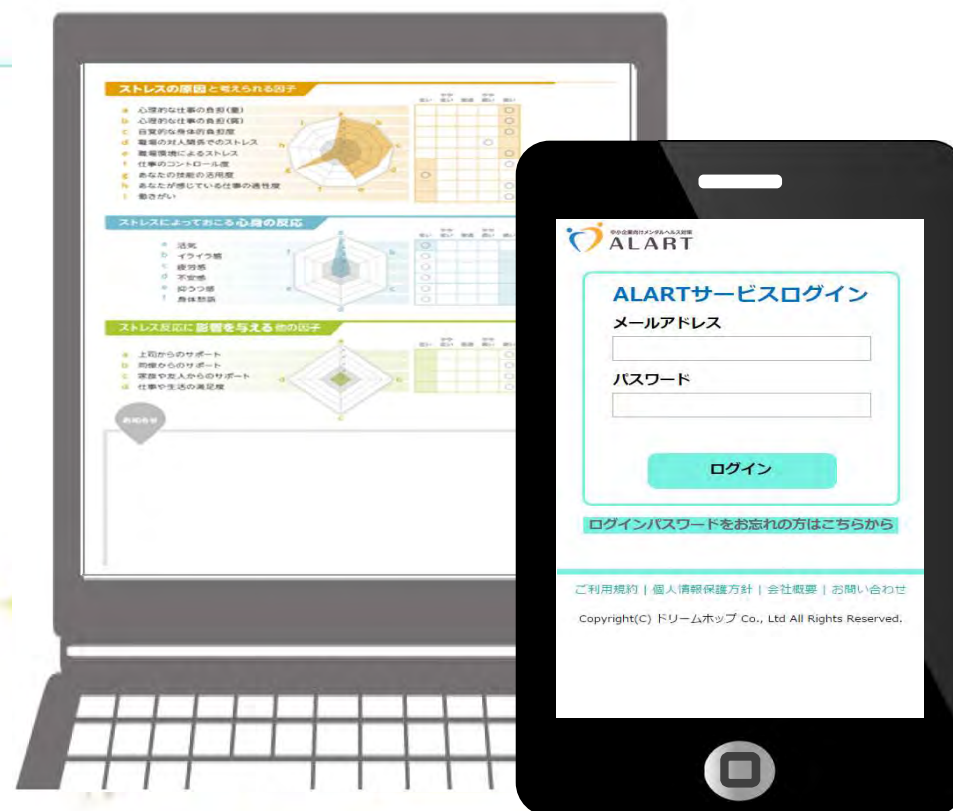 ストレスの原因と考えられる因子
a 心理的な仕事の負担(量)
b 心理的な仕事の負担(質)
c 自覚的な身体的負担度
d 職場の対人関係でのストレス
e 職場環境によるストレス
f 仕事のコントロール度
g あなたの技能の活用度
h あなたが感じている仕事の適性度
i 働きがい
ストレスによっておこる心身の反応
a 活気
b イライラ感
c 疲労感
d 不安感
e 抑うつ感
f 身体愁訴
ストレス反応に影響を与える他の因子
a 上司からのサポート
b 同僚からのサポート
c 家族や友人からのサポート
d 仕事や生活の満足度
お知らせ
中小企業向けメンタルヘルス対策
ALART
ALARTサービスログイン
メールアドレス
パスワード
ログイン
ログインパスワードをお忘れの方はこちらから
ご利用規約 | 個人情報保護方針 | 会社概要 | お問い合わせ
Copyright(C) ドリームホップ Co., Ltd All Rights Reserved.